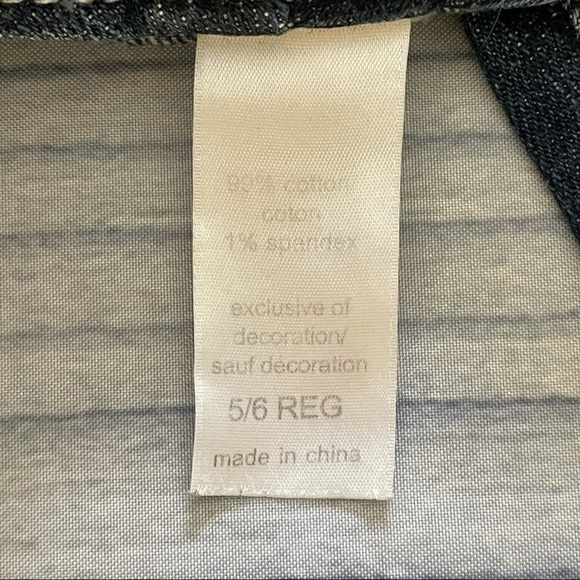 99% cotton
coton
1% spandex
exclusive of
decoration/
sauf décoration
5/6 REG
made in china